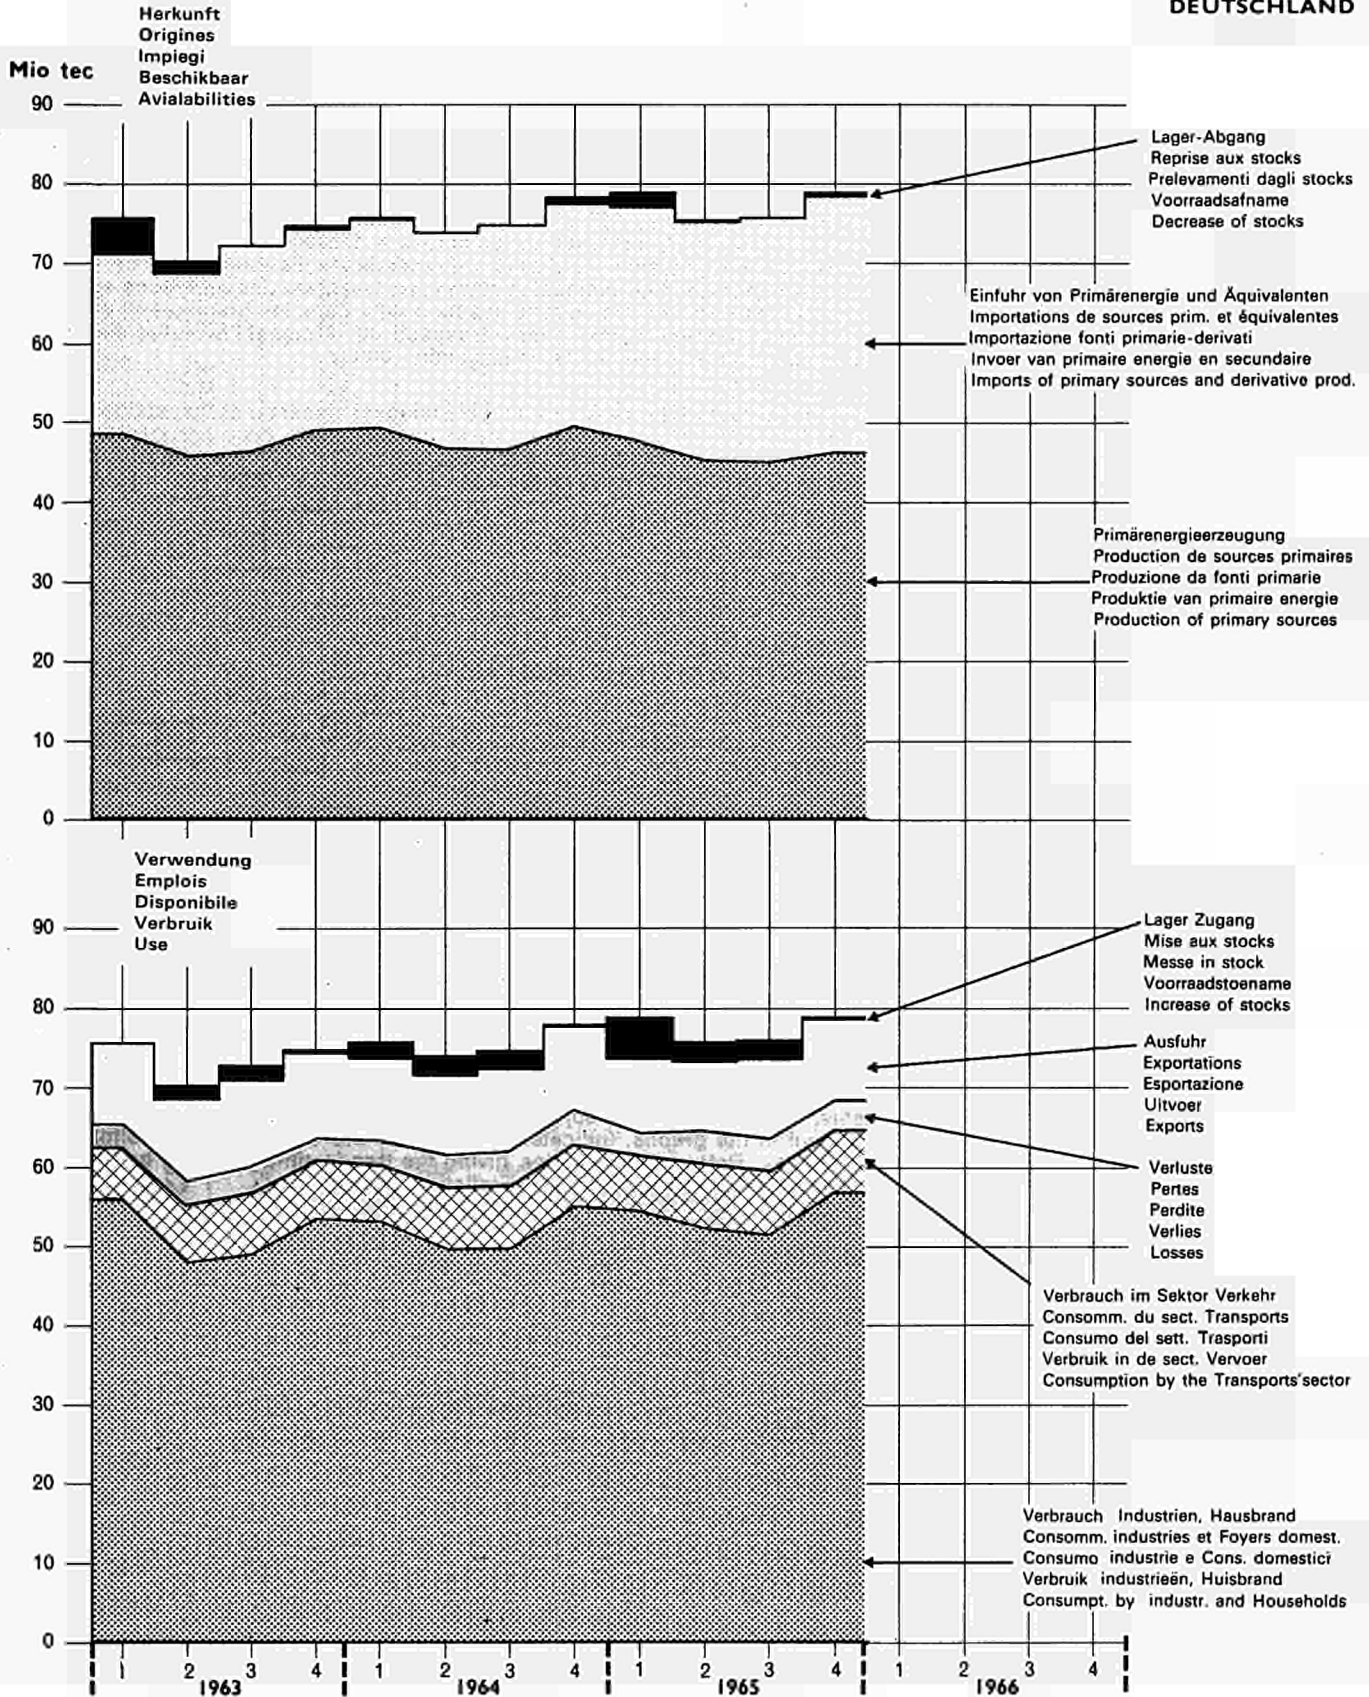 DEUTSCHLAND
Herkunft
Origines
Impiegi
Beschikbaar
Avialabilities
Mio tec
90
80
70
60
50
40
30
20
10
0
Lager-Abgang
Reprise aux stocks
Prelevamenti dagli stocks
Voorraadsafname
Decrease of stocks
Einfuhr von Primärenergie und Äquivalenten
Importations de sources prim. et équivalentes
Importazione fonti primarie-derivati
Invoer van primaire energie en secundaire
Imports of primary sources and derivative prod.
Primärenergieerzeugung
Production de sources primaires
Produzione da fonti primarie
Produktie van primaire energie
Production of primary sources
Verwendung
Emplois
Disponibile
Verbruik
Use
90
80
70
60
50
40
30
20
10
0
Lager Zugang
Mise aux stocks
Messe in stock
Voorraadstoename
Increase of stocks
Ausfuhr
Exportations
Esportazione
Uitvoer
Exports
Verluste
Pertes
Perdite
Verlies
Losses
Verbrauch im Sektor Verkehr
Consomm. du sect. Transports
Consumo del sett. Trasporti
Verbruik in de sect. Vervoer
Consumption by the Transports'sector
Verbrauch Industrien, Hausbrand
Consomm. industries et Foyers domest.
Consumo industrie e Cons. domestici
Verbruik industrieën, Huisbrand
Consumpt. by industr. and Households
1 2 3 4 1 2 3 4 1 2 3 4 1 2 3 4
1963 1964 1965 1966